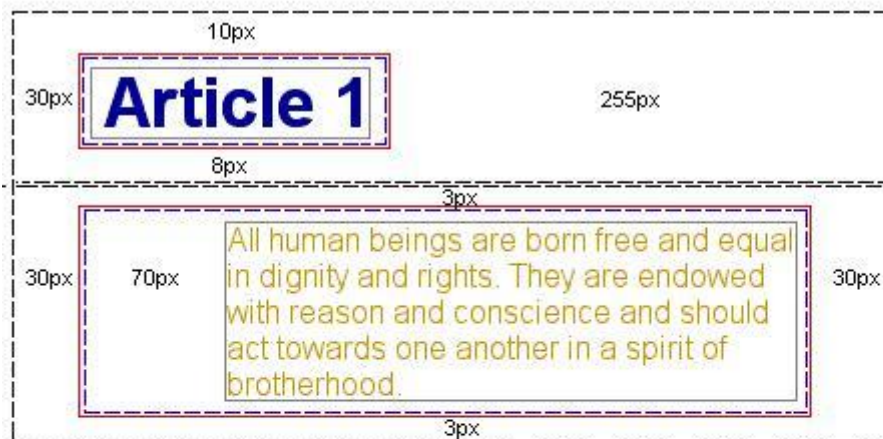 10px
30px
Article 1
255px
8px
3px
All human beings are born free and equal
30px
70px
in dignity and rights. They are endowed
30px
with reason and conscience and should
act towards one another in a spirit of
brotherhood.
3px